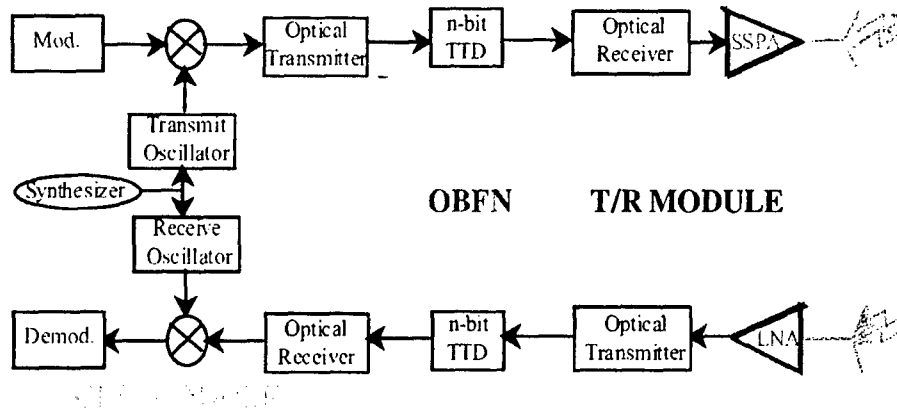 Mod.
Optical
Transmitter
n-bit
TTD
Optical
Receiver
SSPA
Transmit
Oscillator
Synthesizer
OBFN T/R MODULE
Receive
Oscillator
Demod.
Optical
Receiver
n-bit
TTD
Optical
Transmitter
LNA